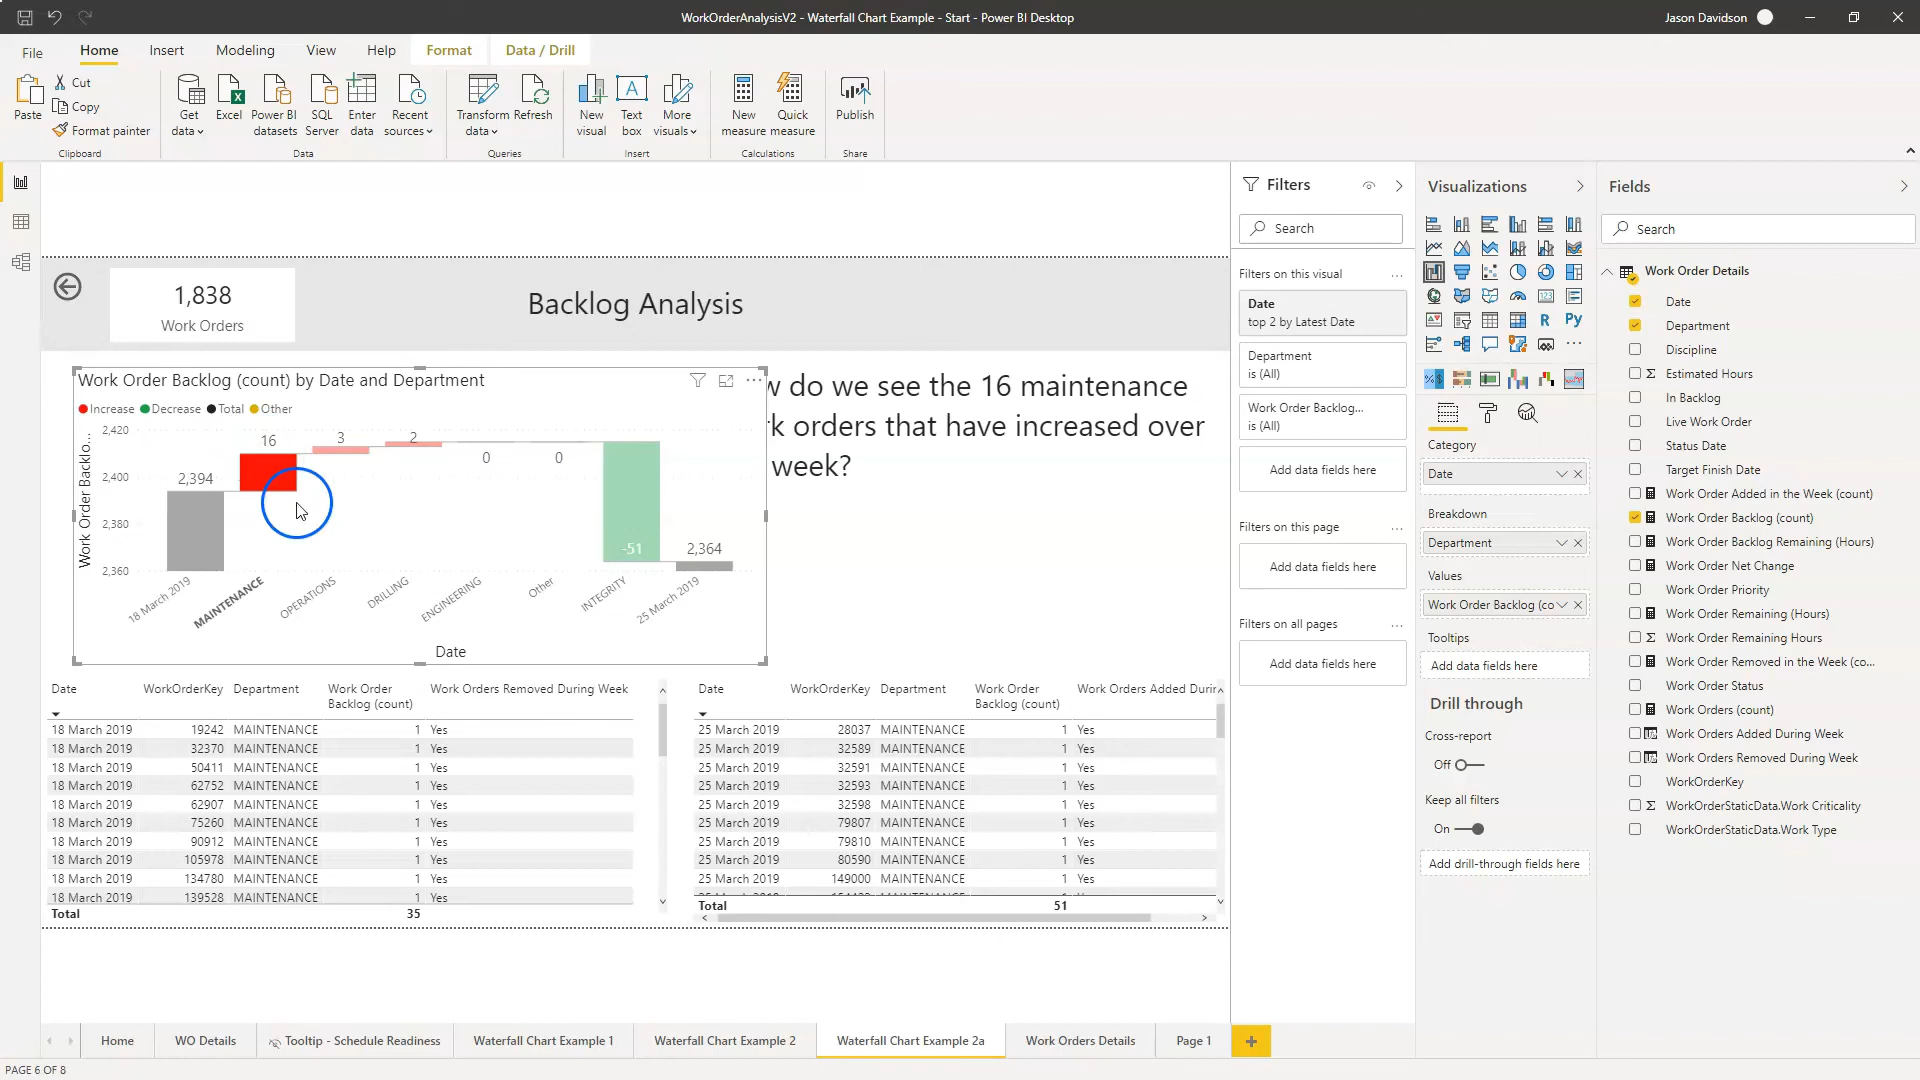 WorkOrderAnalysisV2 - Waterfall Chart Example - Start - Power BI Desktop
Jason Davidson
File
Home
Insert
Modeling
View
Help
Format
Data / Drill
Paste
Cut
Copy
Format painter
Clipboard
Get data
Excel
Power BI datasets
SQL Server
Enter data
Recent sources
Data
Transform data
Refresh
Queries
New visual
Text box
More visuals
Insert
New measure
Quick measure
Calculations
Publish
Share
1,838
Work Orders
Backlog Analysis
w do we see the 16 maintenance
k orders that have increased over
week?
Work Order Backlog (count) by Date and Department
Increase Decrease Total Other
Work Order Backlo...
2,420
2,400
2,380
2,360
2,394
16
3
2
0
0
-51
2,364
18 March 2019
MAINTENANCE
OPERATIONS
DRILLING
ENGINEERING
Other
INTEGRITY
25 March 2019
Date
Date WorkOrderKey Department Work Order Backlog (count) Work Orders Removed During Week
18 March 2019 19242 MAINTENANCE 1 Yes
18 March 2019 32370 MAINTENANCE 1 Yes
18 March 2019 50411 MAINTENANCE 1 Yes
18 March 2019 62752 MAINTENANCE 1 Yes
18 March 2019 62907 MAINTENANCE 1 Yes
18 March 2019 75260 MAINTENANCE 1 Yes
18 March 2019 90912 MAINTENANCE 1 Yes
18 March 2019 105978 MAINTENANCE 1 Yes
18 March 2019 134780 MAINTENANCE 1 Yes
18 March 2019 139528 MAINTENANCE 1 Yes
Total 35
Date WorkOrderKey Department Work Order Backlog (count) Work Orders Added Durin
25 March 2019 28037 MAINTENANCE 1 Yes
25 March 2019 32589 MAINTENANCE 1 Yes
25 March 2019 32591 MAINTENANCE 1 Yes
25 March 2019 32593 MAINTENANCE 1 Yes
25 March 2019 32598 MAINTENANCE 1 Yes
25 March 2019 79807 MAINTENANCE 1 Yes
25 March 2019 79810 MAINTENANCE 1 Yes
25 March 2019 80590 MAINTENANCE 1 Yes
25 March 2019 149000 MAINTENANCE 1 Yes
Total 51
Filters
Search
Filters on this visual
Date
top 2 by Latest Date
Department
is (All)
Work Order Backlog...
is (All)
Add data fields here
Filters on this page
Add data fields here
Filters on all pages
Add data fields here
Visualizations
R
Py
Category
Date
Breakdown
Department
Values
Work Order Backlog (co
Tooltips
Add data fields here
Drill through
Cross-report
Off
Keep all filters
On
Add drill-through fields here
Fields
Search
Work Order Details
Date
Department
Discipline
Estimated Hours
In Backlog
Live Work Order
Status Date
Target Finish Date
Work Order Added in the Week (count)
Work Order Backlog (count)
Work Order Backlog Remaining (Hours)
Work Order Net Change
Work Order Priority
Work Order Remaining (Hours)
Work Order Remaining Hours
Work Order Removed in the Week (co...
Work Order Status
Work Orders (count)
Work Orders Added During Week
Work Orders Removed During Week
WorkOrderKey
WorkOrderStaticData.Work Criticality
WorkOrderStaticData.Work Type
Home
WO Details
Tooltip - Schedule Readiness
Waterfall Chart Example 1
Waterfall Chart Example 2
Waterfall Chart Example 2a
Work Orders Details
Page 1
PAGE 6 OF 8